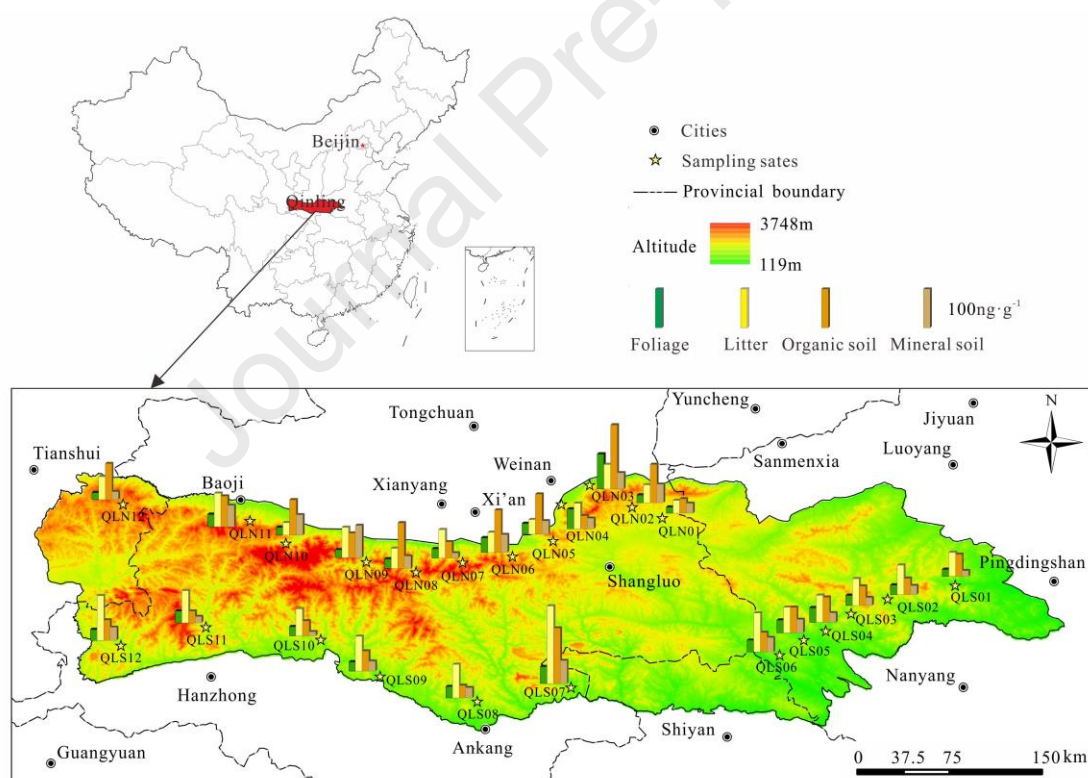 Journal Pre-
Beijin
Qinling
Cities
Sampling sates
Provincial boundary
Altitude
3748m
119m
100ng·g⁻¹
Foliage
Litter
Organic soil
Mineral soil
N
Yuncheng
Jiyuan
Tongchuan
Luoyang
Sanmenxia
Tianshui
Weinan
Baoji
Xianyang
Xi'an
QLN03
QLN12
QLN02
QLN01
QLN11
QLN04
QLN10
QLN05
QLN09
QLN06
QLN07
QLN08
Shangluo
Pingdingshan
QLS01
QLS02
QLS03
QLS04
QLS05
QLS06
QLS11
QLS10
QLS12
QLS09
QLS07
QLS08
Hanzhong
Nanyang
Ankang
Shiyan
Guangyuan
0 37.5 75 150 km